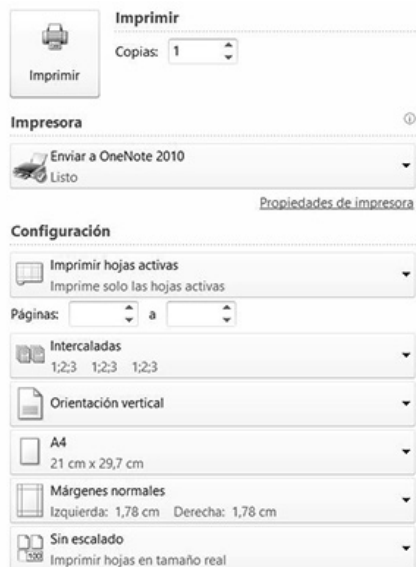 Imprimir
Copias: 1
Imprimir
Impresora
Enviar a OneNote 2010
Listo
Propiedades de impresora
Configuración
Imprimir hojas activas
Imprime solo las hojas activas
Páginas: a
Intercaladas
1;2;3 1;2;3 1;2;3
Orientación vertical
A4
21 cm x 29,7 cm
Márgenes normales
Izquierda: 1,78 cm Derecha: 1,78 cm
Sin escalado
100
Imprimir hojas en tamaño real